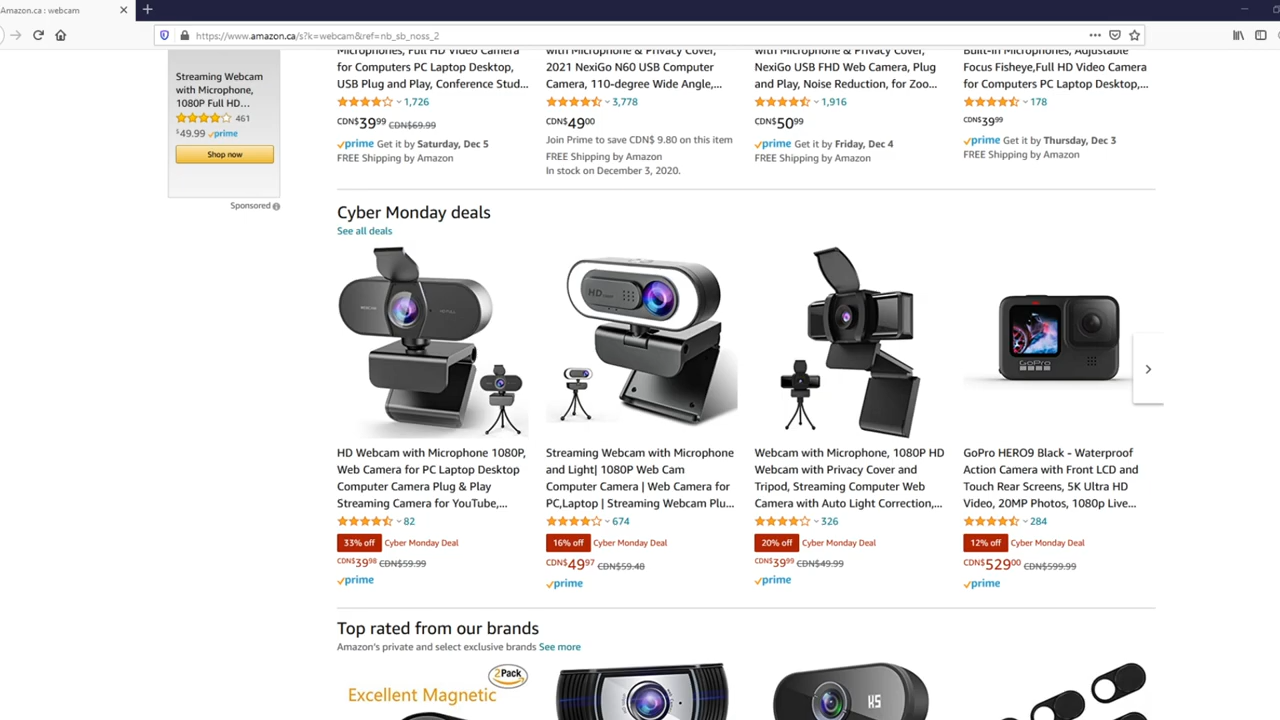 Amazon.ca : webcam
https://www.amazon.ca/s?k=webcam&ref=nb_sb_noss_2
Streaming Webcam
with Microphone,
1080P Full HD...
461
$49.99 prime
Shop now
Sponsored
Microphones, Full HD Video Camera
for Computers PC Laptop Desktop,
USB Plug and Play, Conference Stud...
1,726
CDN$39.99 CDN$69.99
prime Get it by Saturday, Dec 5
FREE Shipping by Amazon
with Microphone & Privacy Cover,
2021 NexiGo N60 USB Computer
Camera, 110-degree Wide Angle,...
3,778
CDN$49.00
Join Prime to save CDN$ 9.80 on this item
FREE Shipping by Amazon
In stock on December 3, 2020.
with Microphone & Privacy Cover,
NexiGo USB FHD Web Camera, Plug
and Play, Noise Reduction, for Zoo...
1,916
CDN$50.99
prime Get it by Friday, Dec 4
FREE Shipping by Amazon
Built-in Microphones, Adjustable
Focus Fisheye,Full HD Video Camera
for Computers PC Laptop Desktop,...
178
CDN$39.99
prime Get it by Thursday, Dec 3
FREE Shipping by Amazon
Cyber Monday deals
See all deals
HD Webcam with Microphone 1080P,
Web Camera for PC Laptop Desktop
Computer Camera Plug & Play
Streaming Camera for YouTube,...
82
33% off Cyber Monday Deal
CDN$39.98 CDN$59.99
prime
HD
Streaming Webcam with Microphone
and Light| 1080P Web Cam
Computer Camera | Web Camera for
PC,Laptop | Streaming Webcam Plu...
674
16% off Cyber Monday Deal
CDN$49.97 CDN$59.48
prime
Webcam with Microphone, 1080P HD
Webcam with Privacy Cover and
Tripod, Streaming Computer Web
Camera with Auto Light Correction,...
326
20% off Cyber Monday Deal
CDN$39.99 CDN$49.99
prime
GoPro
GoPro HERO9 Black - Waterproof
Action Camera with Front LCD and
Touch Rear Screens, 5K Ultra HD
Video, 20MP Photos, 1080p Live...
284
12% off Cyber Monday Deal
CDN$529.00 CDN$599.99
prime
Top rated from our brands
Amazon's private and select exclusive brands See more
2Pack
Excellent Magnetic
K5